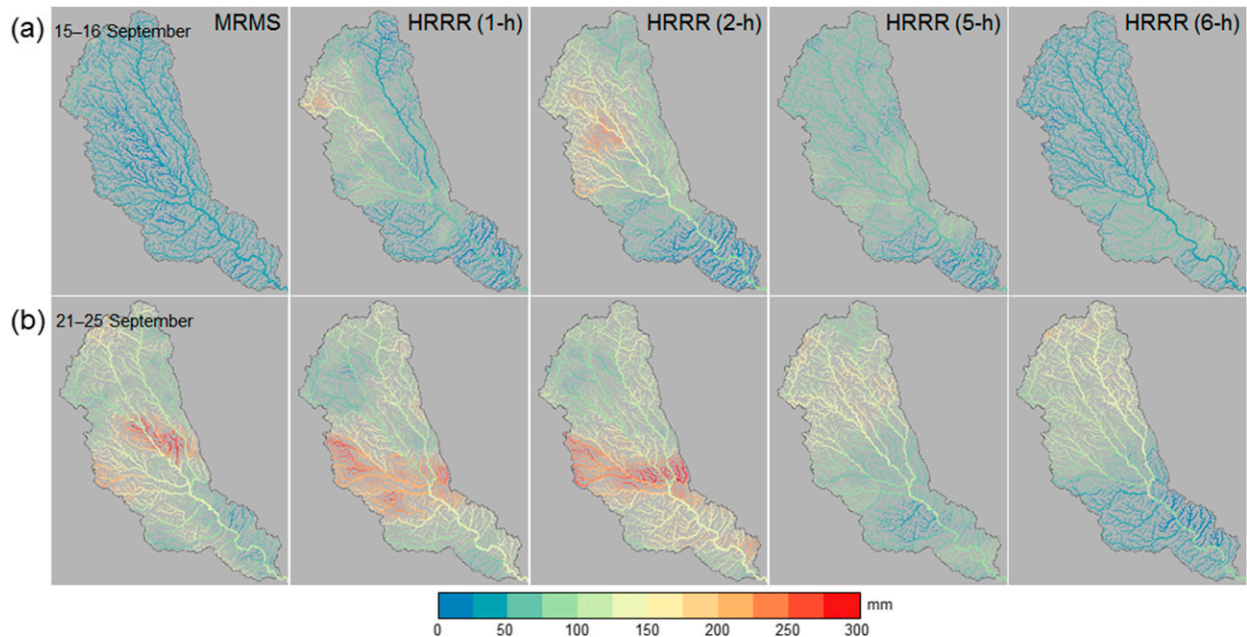 (a) 15–16 September MRMS HRRR (1-h) HRRR (2-h) HRRR (5-h) HRRR (6-h)
(b) 21–25 September
mm
0 50 100 150 200 250 300